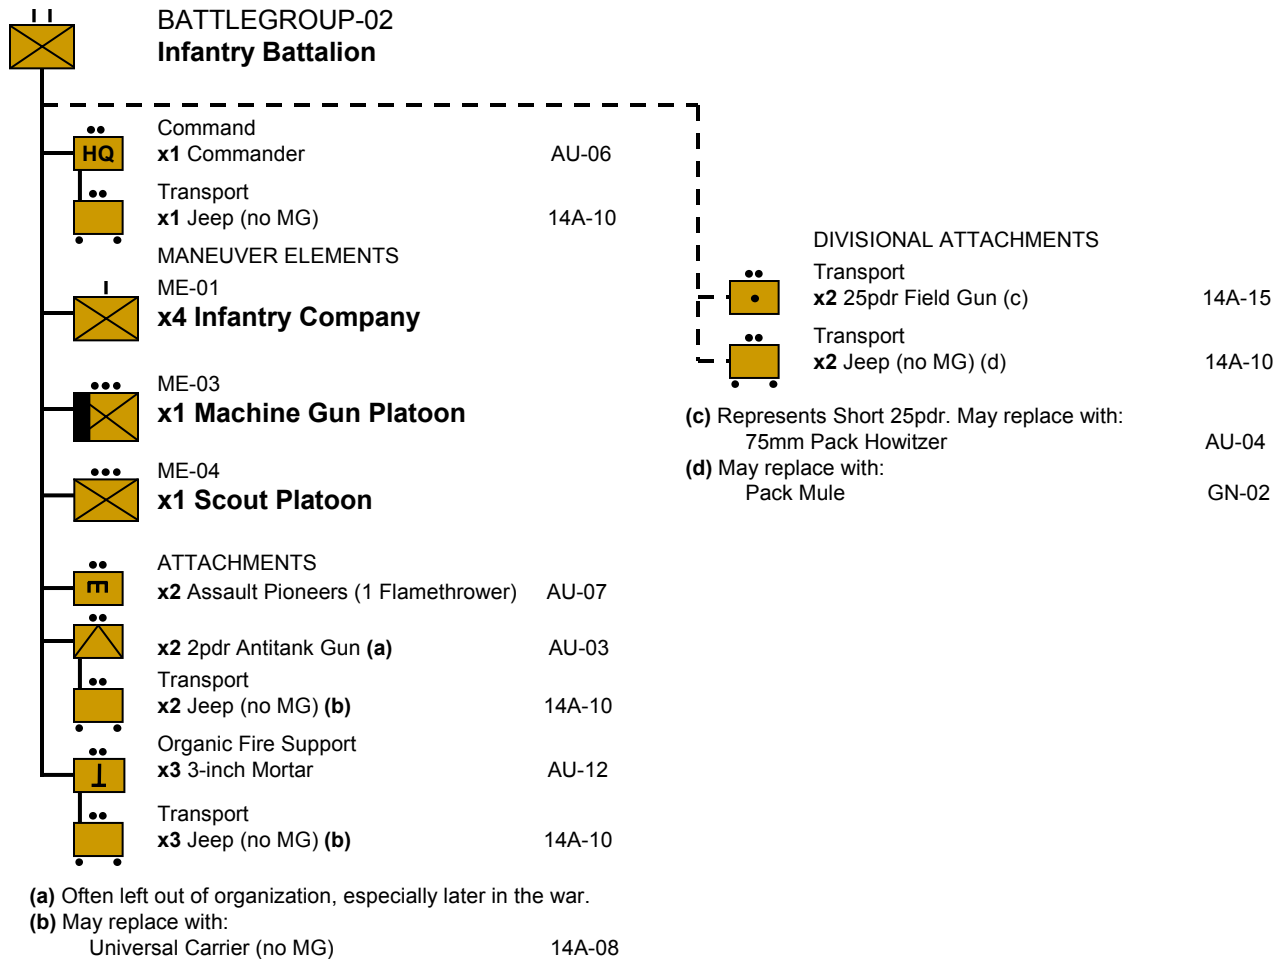 BATTLEGROUP-02
Infantry Battalion
Command
HQ x1 Commander AU-06
Transport
x1 Jeep (no MG) 14A-10
MANEUVER ELEMENTS
ME-01
x4 Infantry Company
ME-03
x1 Machine Gun Platoon
ME-04
x1 Scout Platoon
ATTACHMENTS
x2 Assault Pioneers (1 Flamethrower) AU-07
x2 2pdr Antitank Gun (a) AU-03
Transport
x2 Jeep (no MG) (b) 14A-10
Organic Fire Support
x3 3-inch Mortar AU-12
Transport
x3 Jeep (no MG) (b) 14A-10
(a) Often left out of organization, especially later in the war.
(b) May replace with:
Universal Carrier (no MG) 14A-08
DIVISIONAL ATTACHMENTS
Transport
x2 25pdr Field Gun (c) 14A-15
Transport
x2 Jeep (no MG) (d) 14A-10
(c) Represents Short 25pdr. May replace with:
75mm Pack Howitzer AU-04
(d) May replace with:
Pack Mule GN-02